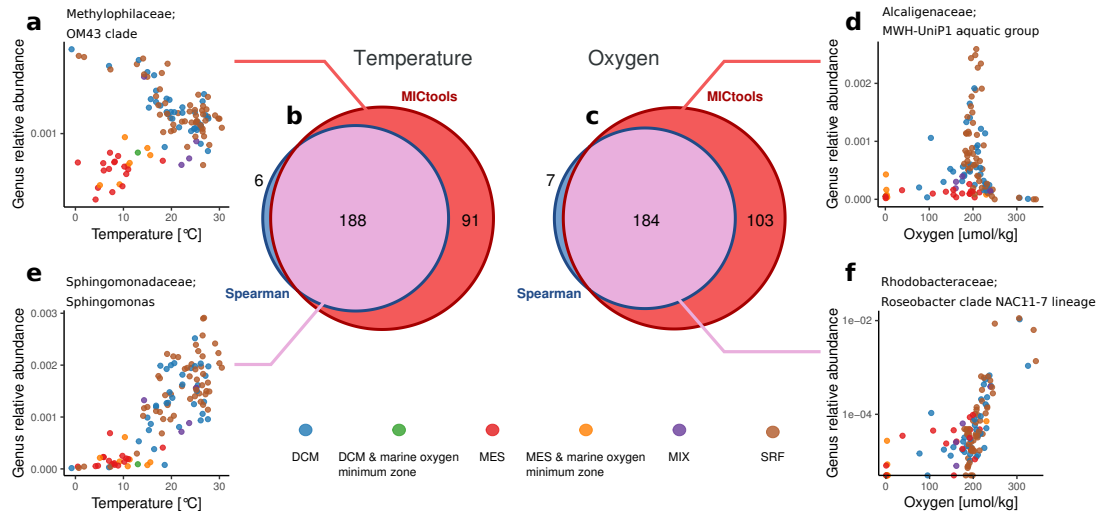 a
Methylophilaceae;
OM43 clade
Genus relative abundance
0.001
0
10
20
30
Temperature [°C]
Temperature
b
MICtools
6
188
91
Spearman
Oxygen
c
MICtools
7
184
103
Spearman
d
Alcaligenaceae;
MWH-UniP1 aquatic group
Genus relative abundance
0.002
0.001
0.000
0
100
200
300
Oxygen [umol/kg]
e
Sphingomonadaceae;
Sphingomonas
Genus relative abundance
0.003
0.002
0.001
0.000
0
10
20
30
Temperature [°C]
f
Rhodobacteraceae;
Roseobacter clade NAC11-7 lineage
Genus relative abundance
1e−02
1e−04
0
100
200
300
Oxygen [umol/kg]
DCM
DCM & marine oxygen
minimum zone
MES
MES & marine oxygen
minimum zone
MIX
SRF